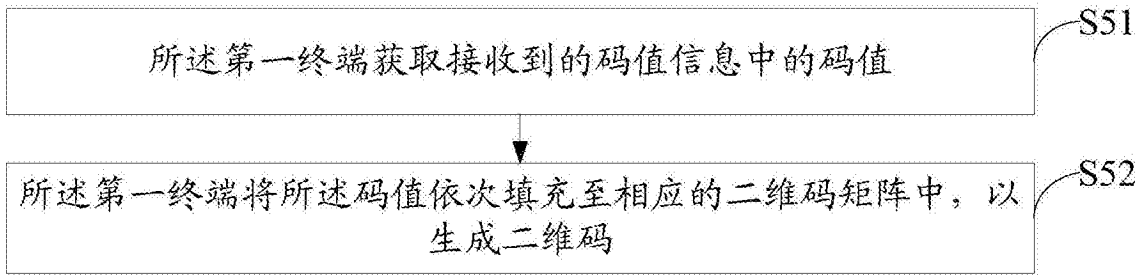 所述第一终端获取接收到的码值信息中的码值
S51
所述第一终端将所述码值依次填充至相应的二维码矩阵中，以
生成二维码
S52